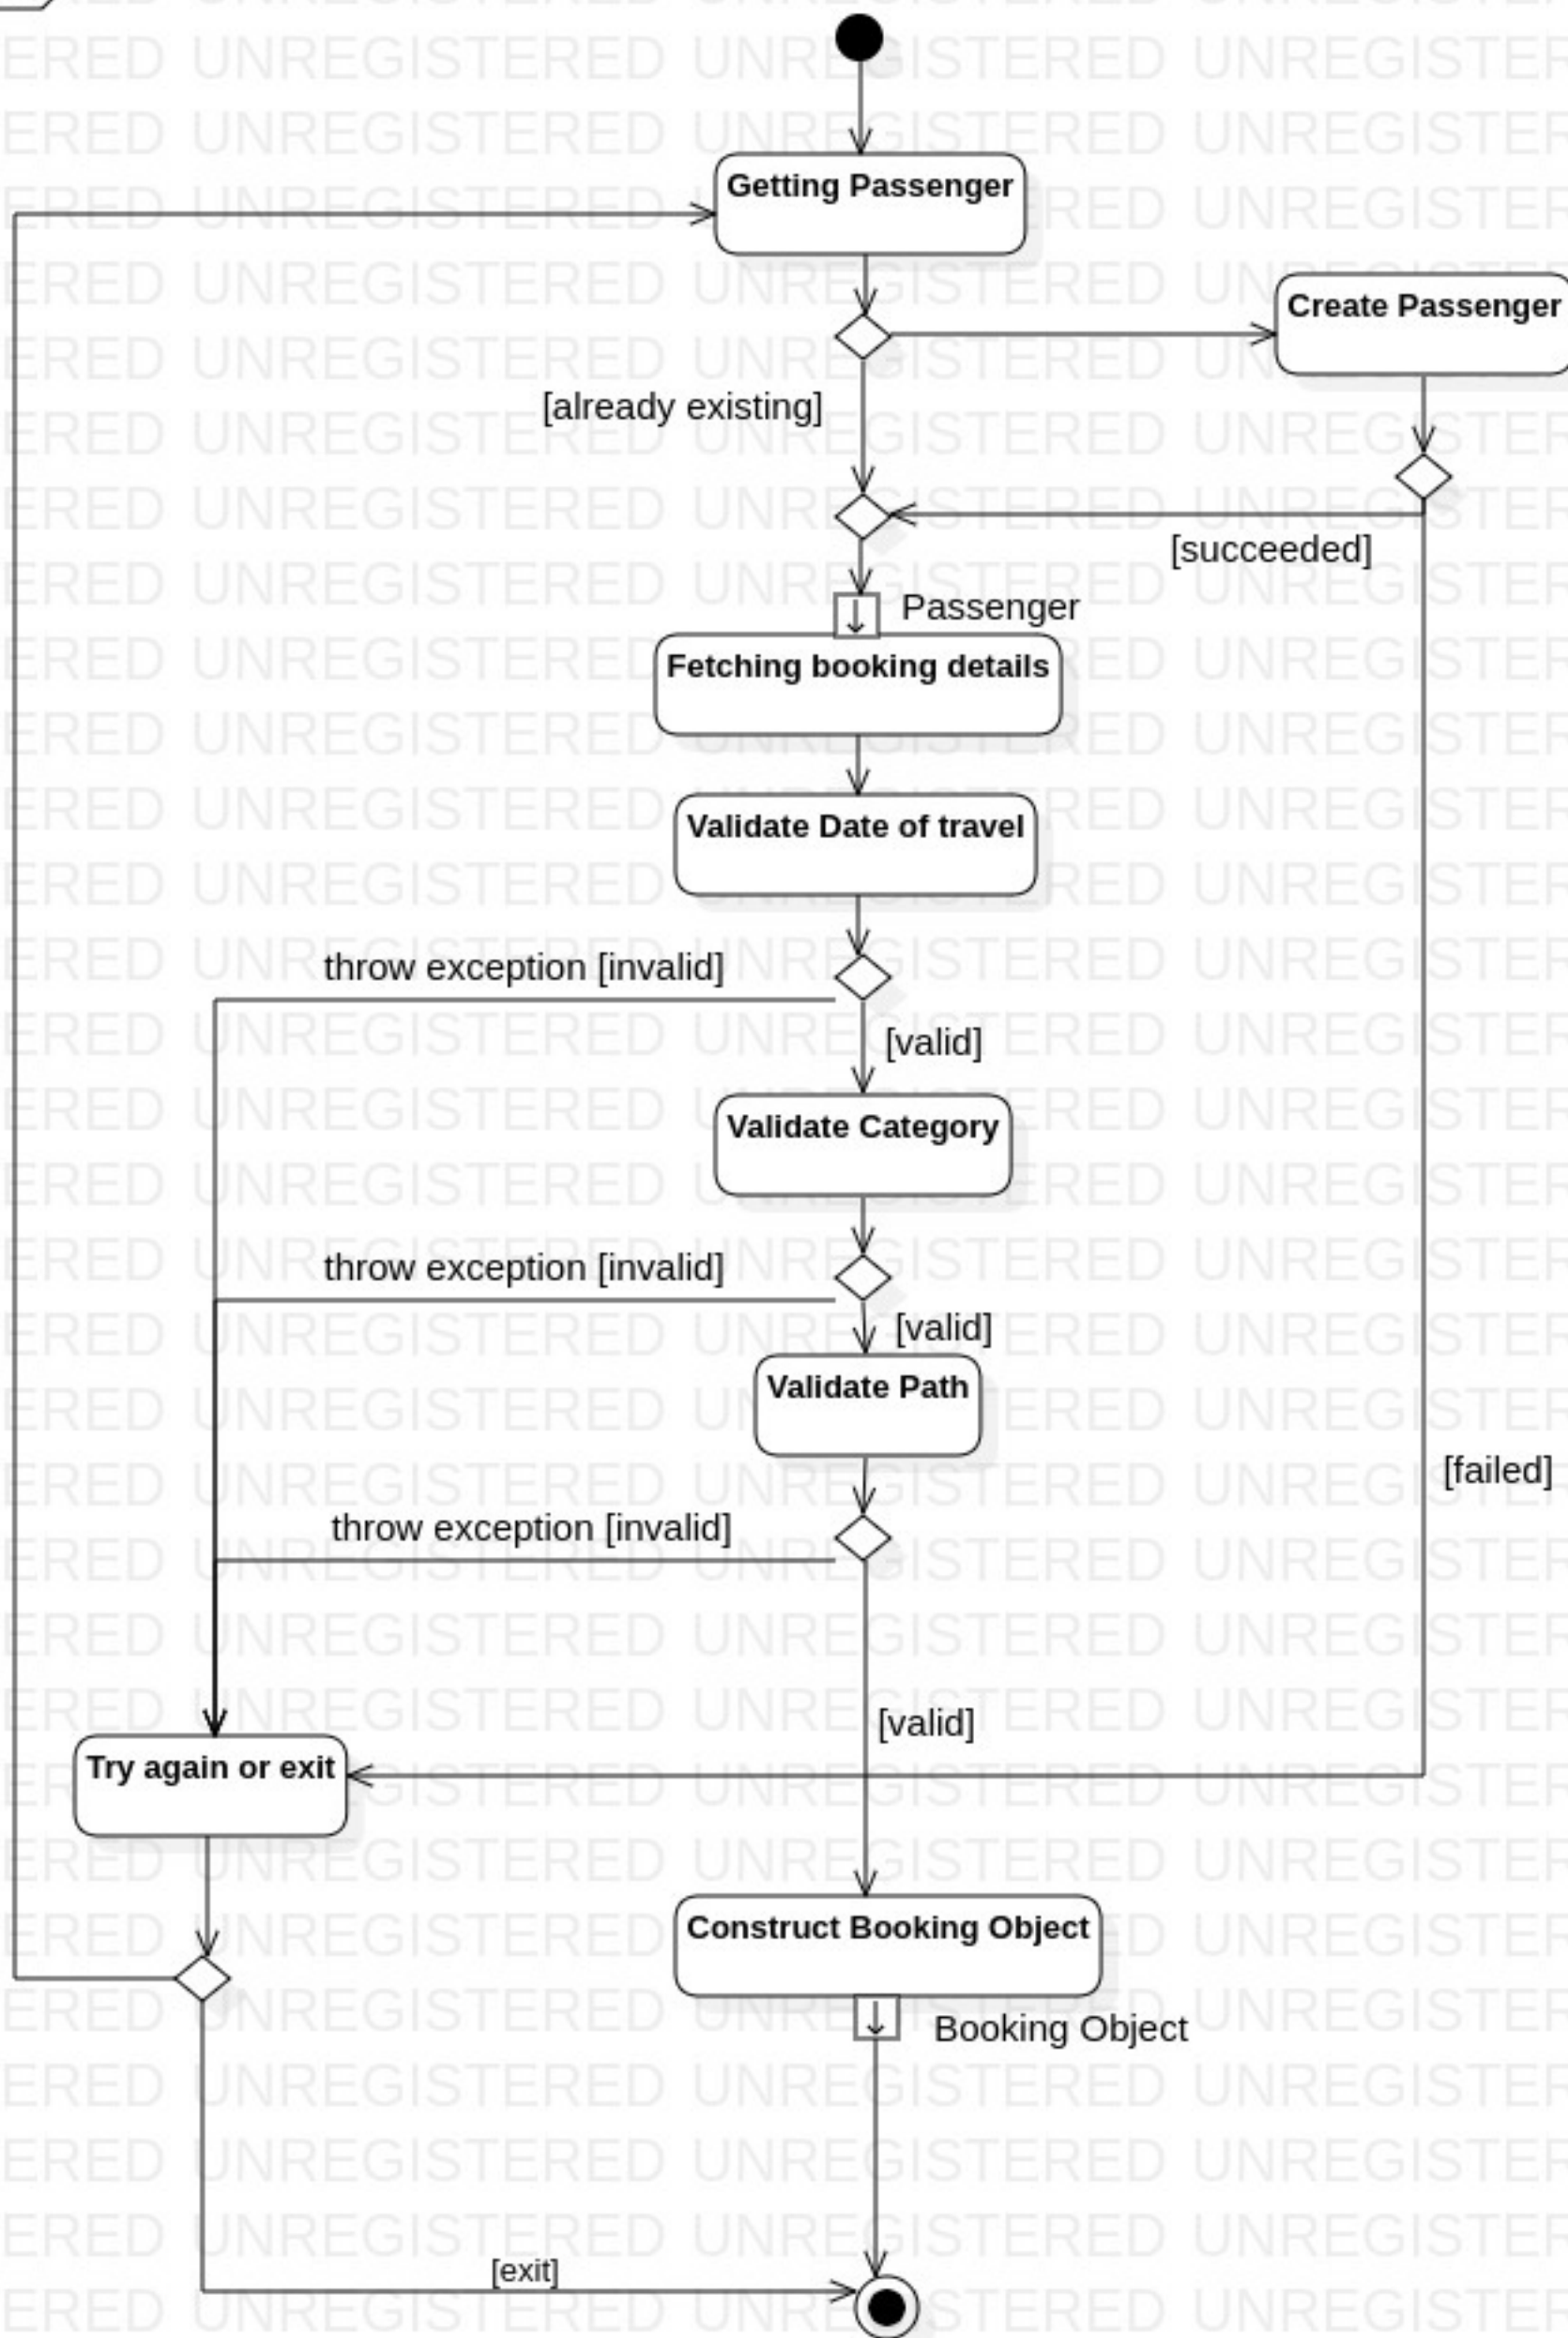 Getting Passenger
Create Passenger
[already existing]
[succeeded]
Passenger
Fetching booking details
Validate Date of travel
throw exception [invalid]
[valid]
Validate Category
throw exception [invalid]
[valid]
Validate Path
[failed]
throw exception [invalid]
[valid]
Try again or exit
Construct Booking Object
Booking Object
[exit]
UNREGISTERED